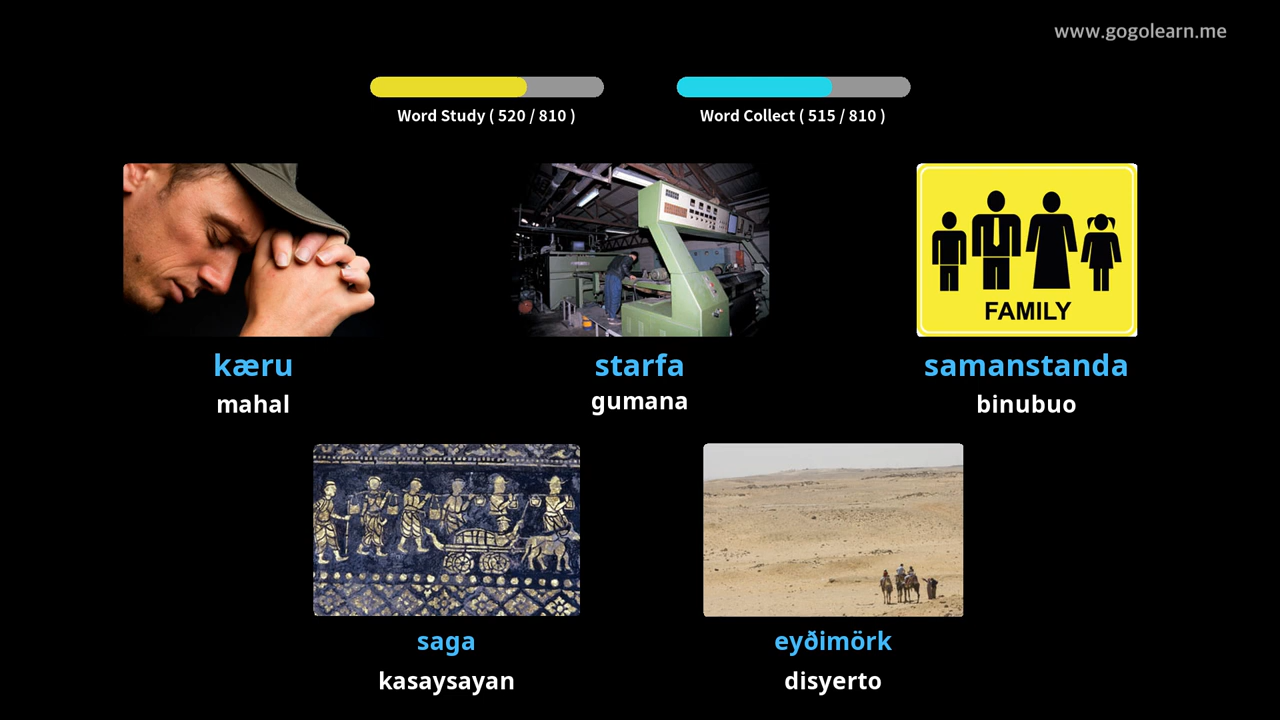 www.gogolearn.me
Word Study ( 520 / 810 )
Word Collect ( 515 / 810 )
FAMILY
kæru
mahal
starfa
gumana
samanstanda
binubuo
saga
kasaysayan
eyðimörk
disyerto